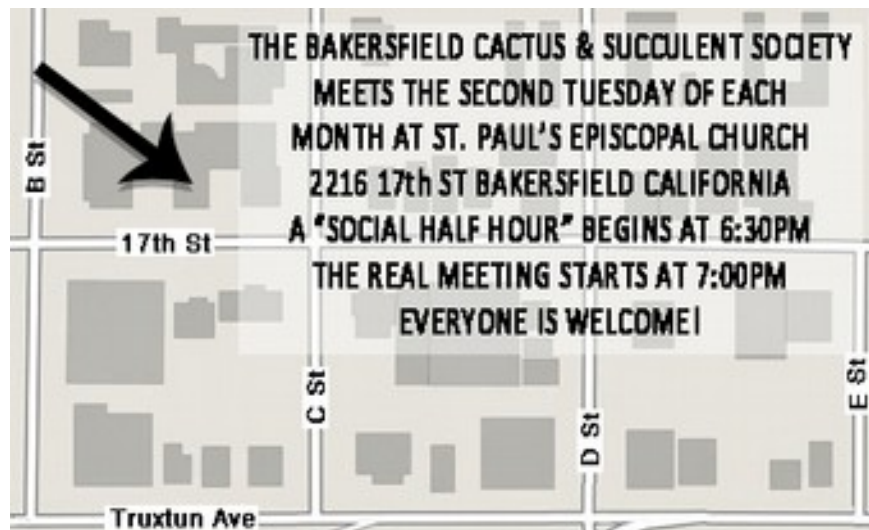 THE BAKERSFIELD CACTUS & SUCCULENT SOCIETY
MEETS THE SECOND TUESDAY OF EACH
MONTH AT ST. PAUL'S EPISCOPAL CHURCH
2216 17th ST BAKERSFIELD CALIFORNIA
A "SOCIAL HALF HOUR" BEGINS AT 6:30PM
THE REAL MEETING STARTS AT 7:00PM
EVERYONE IS WELCOME!
B St
17th St
C St
D St
E St
Truxtun Ave